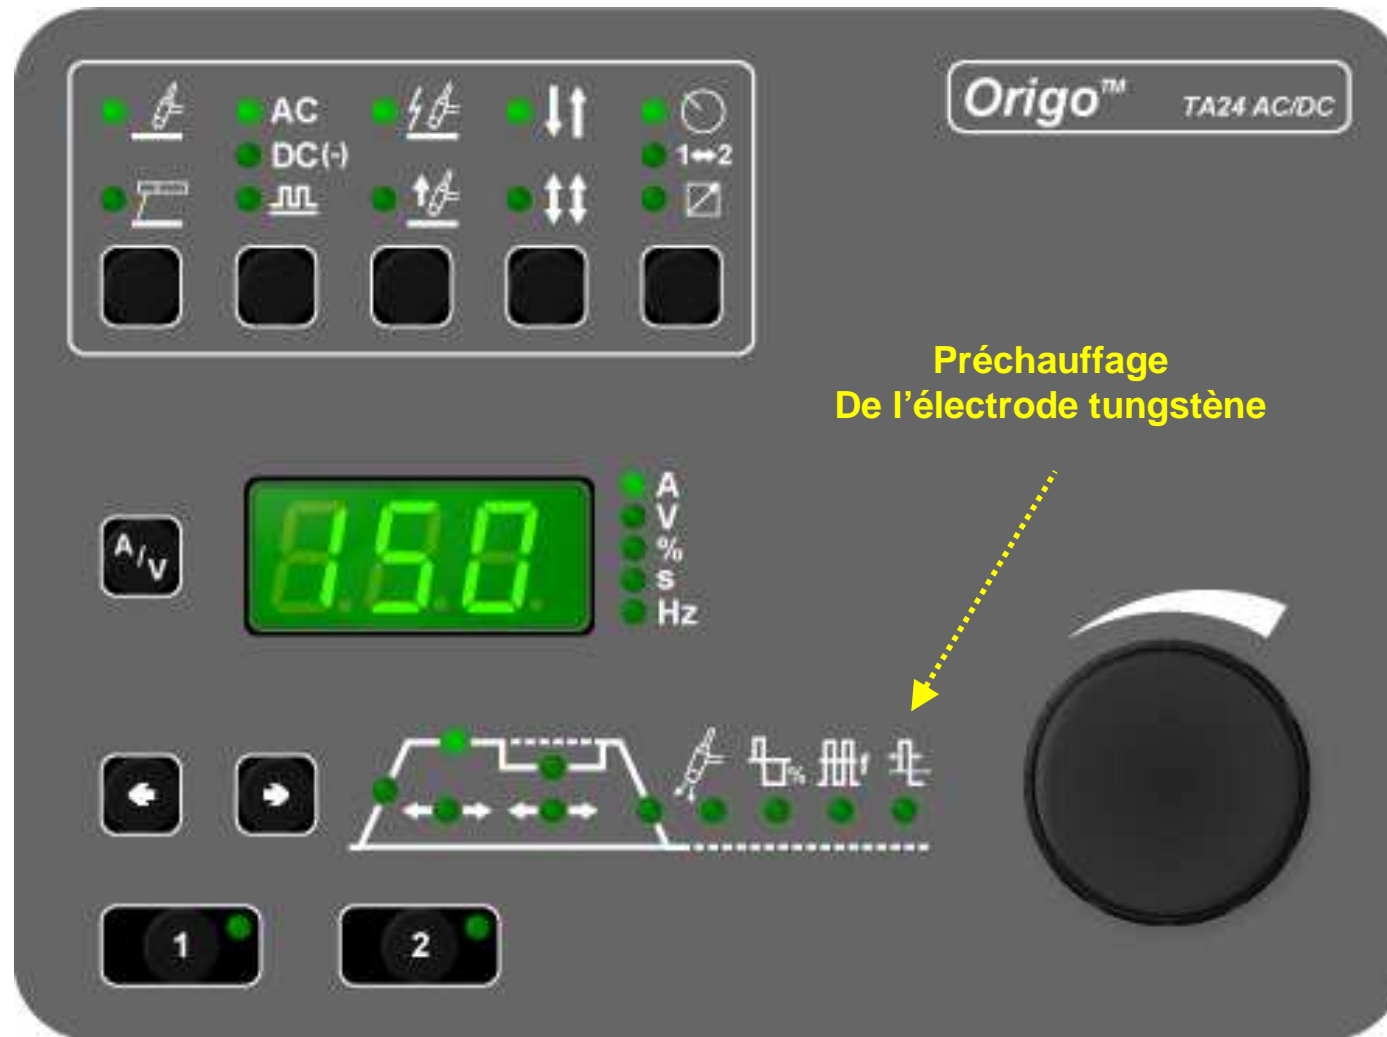 Origo™ TA24 AC/DC
AC
DC(-)
1⬌2
Préchauffage
De l’électrode tungstène
A/V
150
A
V
%
s
Hz
%
f
1
2